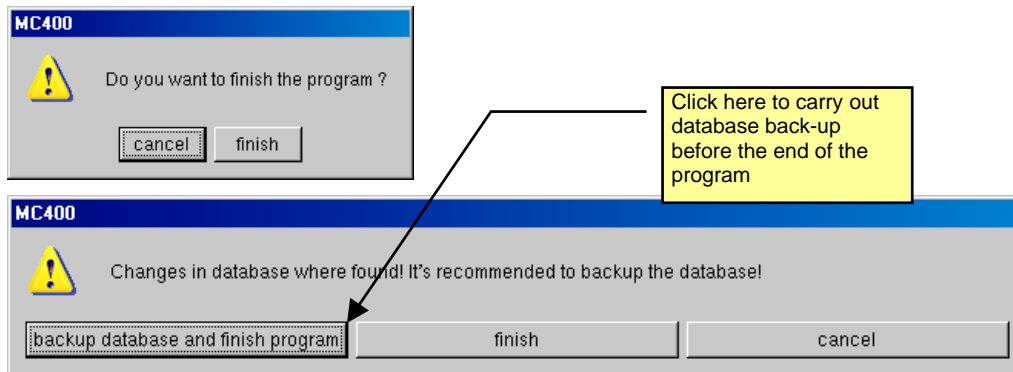 MC400
Do you want to finish the program ?
cancel finish
Click here to carry out
database back-up
before the end of the
program
MC400
Changes in database where found! It's recommended to backup the database!
backup database and finish program finish cancel